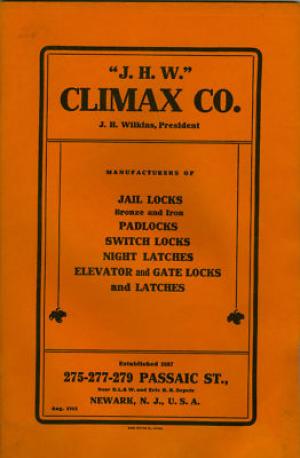 "J. H. W."
CLIMAX CO.
J. H. Wilkins, President
MANUFACTURERS OF
JAIL LOCKS
Bronze and Iron
PADLOCKS
SWITCH LOCKS
NIGHT LATCHES
ELEVATOR and GATE LOCKS
and LATCHES
Established 1887
275-277-279 PASSAIC ST.,
Near D. L. & W. and Erie R. R. Depots
NEWARK, N. J., U. S. A.
Aug.